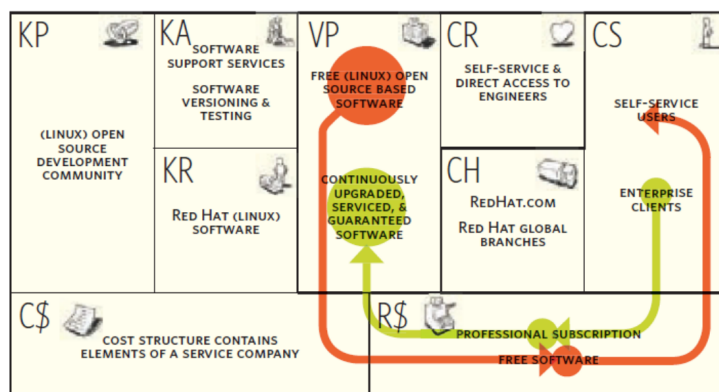 KP
(LINUX) OPEN
SOURCE
DEVELOPMENT
COMMUNITY
KA
SOFTWARE
SUPPORT SERVICES
SOFTWARE
VERSIONING &
TESTING
KR
RED HAT (LINUX)
SOFTWARE
VP
FREE (LINUX) OPEN
SOURCE BASED
SOFTWARE
CONTINUOUSLY
UPGRADED,
SERVICED, &
GUARANTEED
SOFTWARE
CR
SELF-SERVICE &
DIRECT ACCESS TO
ENGINEERS
CH
REDHAT.COM
RED HAT GLOBAL
BRANCHES
CS
SELF-SERVICE
USERS
ENTERPRISE
CLIENTS
C$
COST STRUCTURE CONTAINS
ELEMENTS OF A SERVICE COMPANY
R$
PROFESSIONAL SUBSCRIPTION
FREE SOFTWARE